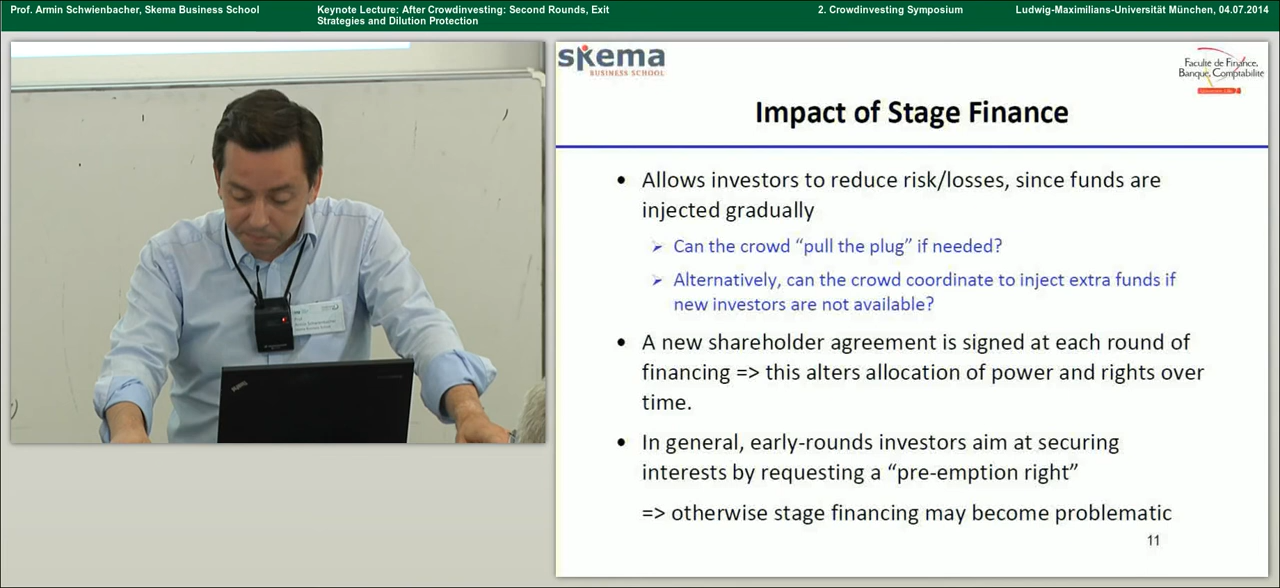 Prof. Armin Schwienbacher, Skema Business School
Keynote Lecture: After Crowdinvesting: Second Rounds, Exit
Strategies and Dilution Protection
2. Crowdinvesting Symposium
Ludwig-Maximilians-Universität München, 04.07.2014
skema
BUSINESS SCHOOL
Faculté de Finance,
Banque, Comptabilité
Impact of Stage Finance
• Allows investors to reduce risk/losses, since funds are
injected gradually
➢ Can the crowd “pull the plug” if needed?
➢ Alternatively, can the crowd coordinate to inject extra funds if
new investors are not available?
• A new shareholder agreement is signed at each round of
financing => this alters allocation of power and rights over
time.
• In general, early-rounds investors aim at securing
interests by requesting a “pre-emption right”
=> otherwise stage financing may become problematic
11